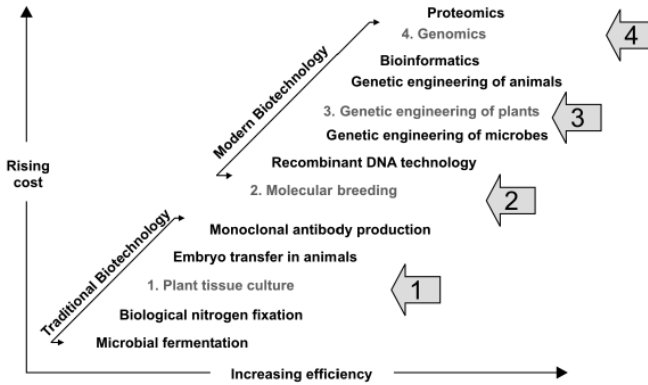 Proteomics
4. Genomics
4
Bioinformatics
Genetic engineering of animals
3. Genetic engineering of plants
3
Genetic engineering of microbes
Modern Biotechnology
Rising
cost
Recombinant DNA technology
2. Molecular breeding
2
Monoclonal antibody production
Embryo transfer in animals
1. Plant tissue culture
1
Traditional Biotechnology
Biological nitrogen fixation
Microbial fermentation
Increasing efficiency